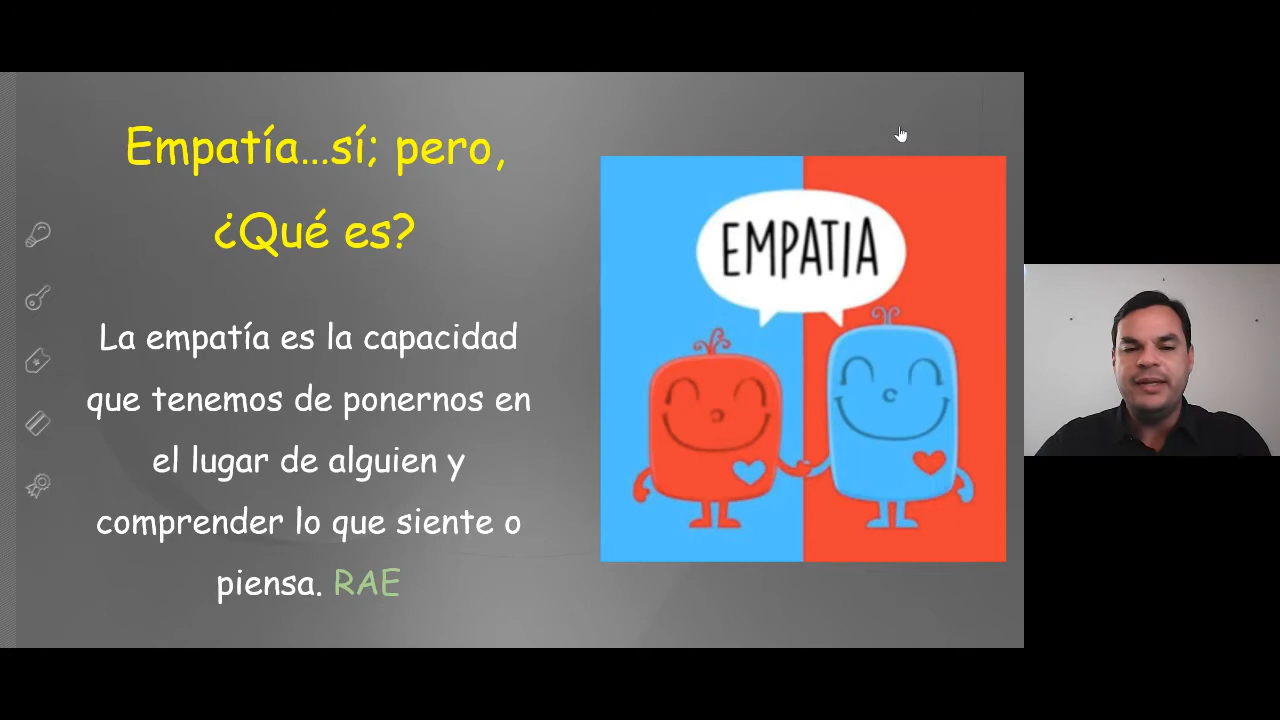 Empatía...sí; pero,
¿Qué es?
La empatía es la capacidad
que tenemos de ponernos en
el lugar de alguien y
comprender lo que siente o
piensa. RAE
EMPATIA